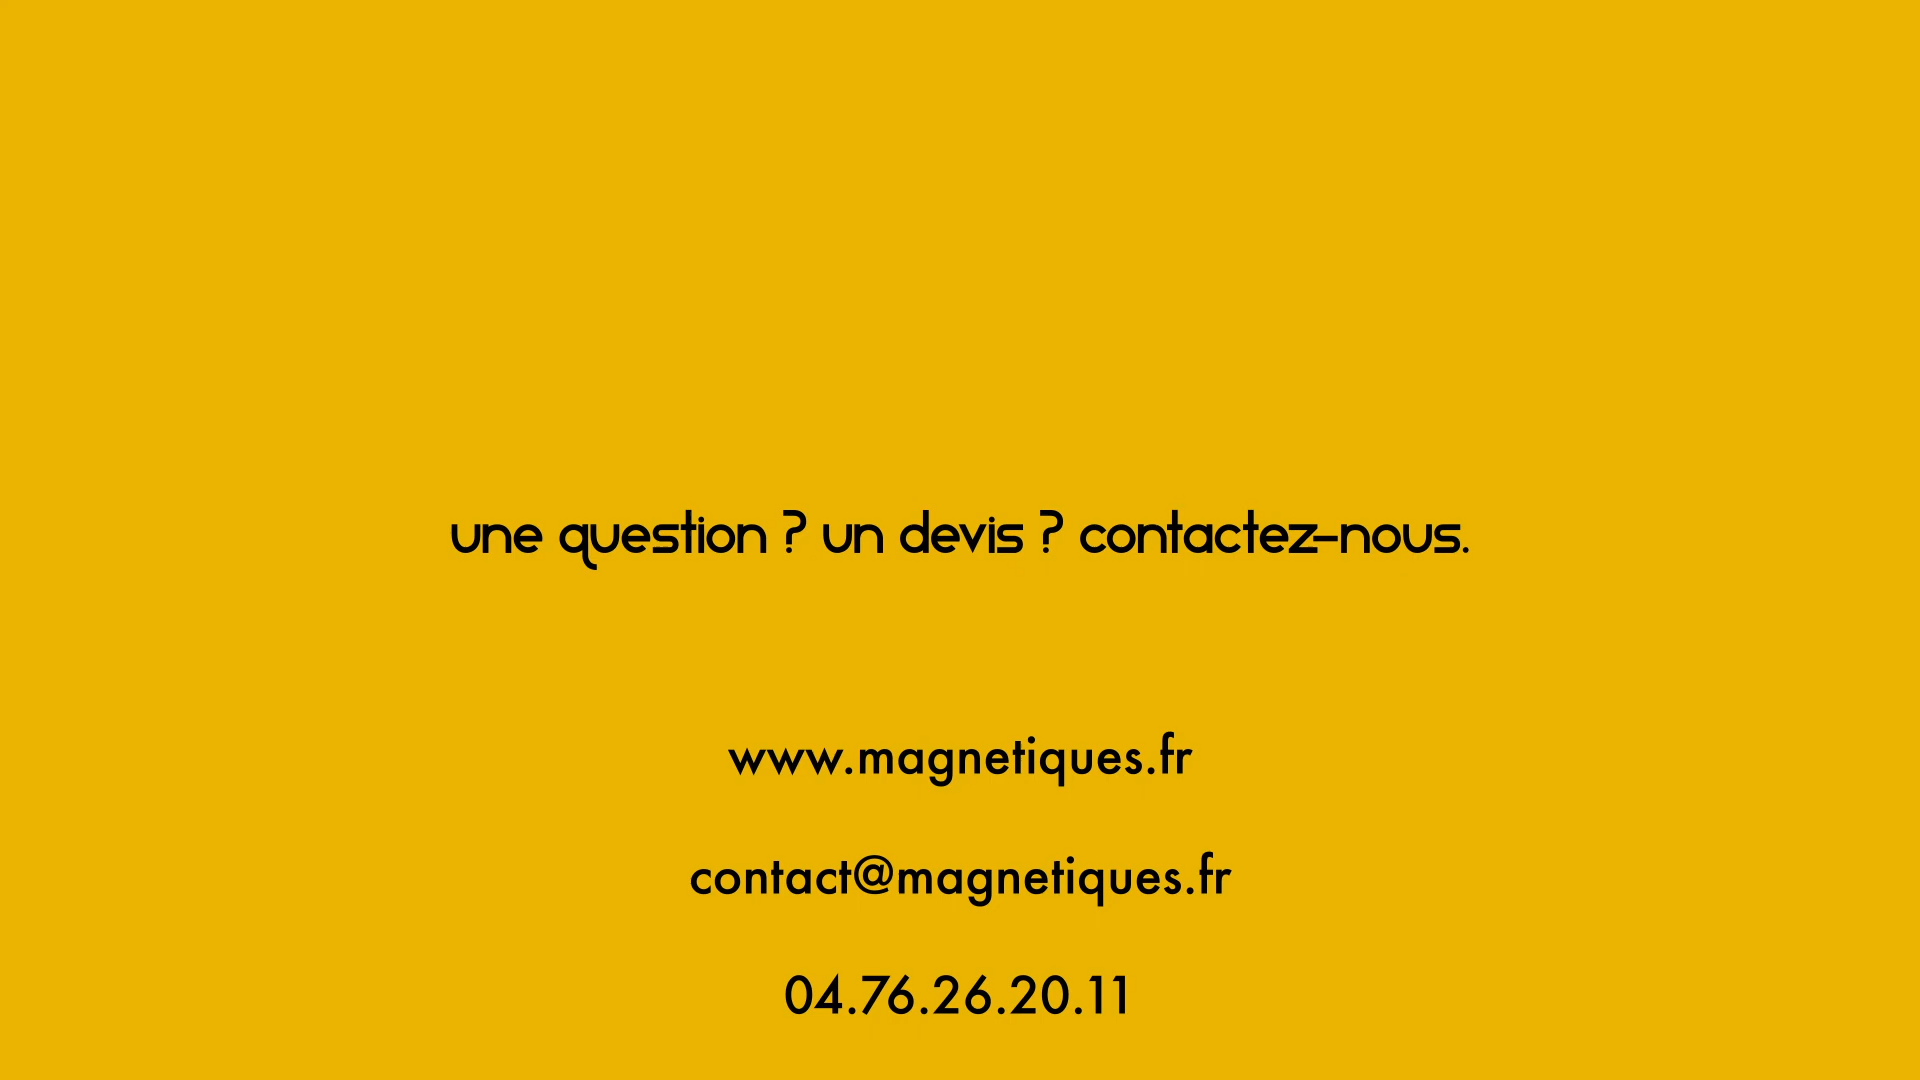 une question ? un devis ? contactez-nous.
www.magnetiques.fr
contact@magnetiques.fr
04.76.26.20.11